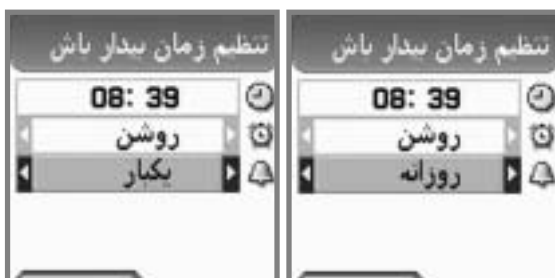 تنظیم زمان بیدار باش
08: 39
روشن
روزانه
تنظیم زمان بیدار باش
08: 39
روشن
یکبار